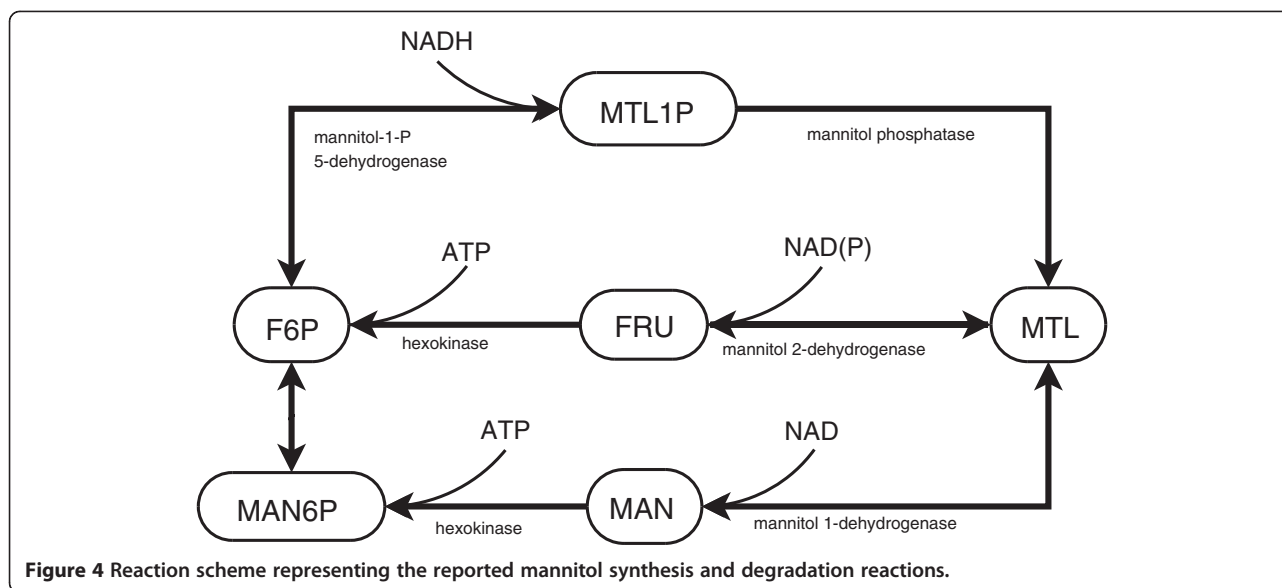 NADH
MTL1P
mannitol-1-P
5-dehydrogenase
mannitol phosphatase
ATP
NAD(P)
F6P
FRU
MTL
hexokinase
mannitol 2-dehydrogenase
ATP
NAD
MAN6P
MAN
hexokinase
mannitol 1-dehydrogenase
Figure 4 Reaction scheme representing the reported mannitol synthesis and degradation reactions.